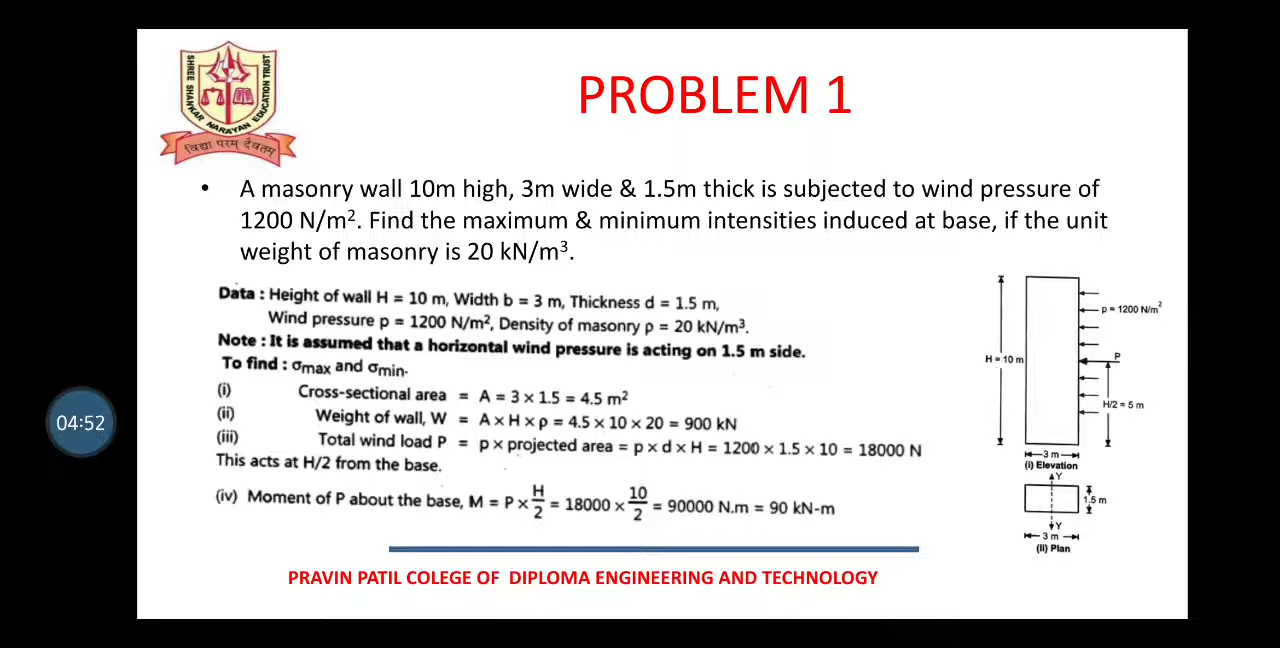 SHREE SHANKAR NARAYAN EDUCATION TRUST
विद्या परम् दैवतम्
PROBLEM 1
• A masonry wall 10m high, 3m wide & 1.5m thick is subjected to wind pressure of
1200 N/m². Find the maximum & minimum intensities induced at base, if the unit
weight of masonry is 20 kN/m³.
Data : Height of wall H = 10 m, Width b = 3 m, Thickness d = 1.5 m,
Wind pressure p = 1200 N/m², Density of masonry ρ = 20 kN/m³.
Note : It is assumed that a horizontal wind pressure is acting on 1.5 m side.
To find : σmax and σmin.
(i) Cross-sectional area = A = 3 × 1.5 = 4.5 m²
(ii) Weight of wall, W = A × H × ρ = 4.5 × 10 × 20 = 900 kN
(iii) Total wind load P = p × projected area = p × d × H = 1200 × 1.5 × 10 = 18000 N
This acts at H/2 from the base.
(iv) Moment of P about the base, M = P × H/2 = 18000 × 10/2 = 90000 N.m = 90 kN-m
p = 1200 N/m²
P
H = 10 m
H/2 = 5 m
3 m
(i) Elevation
Y
1.5 m
Y
3 m
(ii) Plan
04:52
PRAVIN PATIL COLEGE OF DIPLOMA ENGINEERING AND TECHNOLOGY